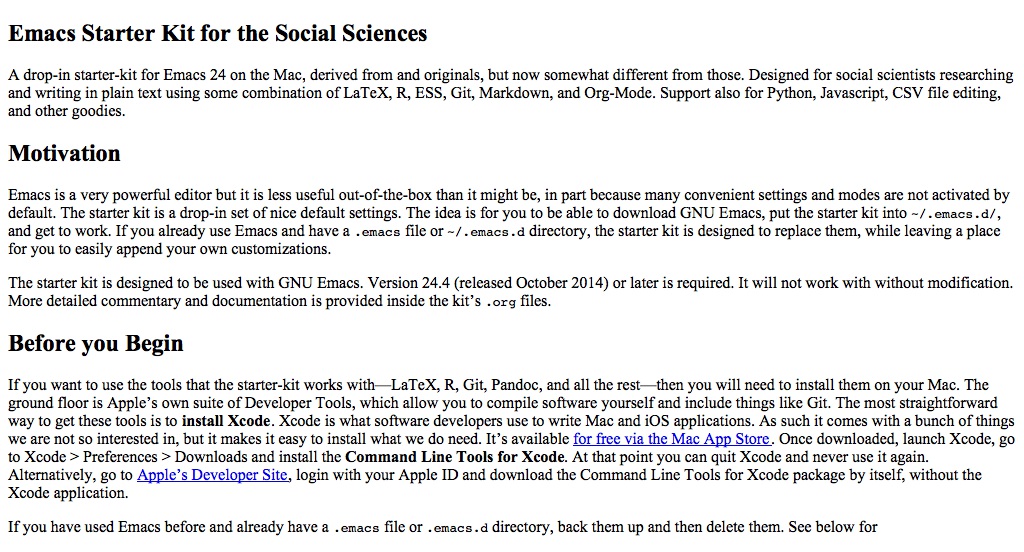 Emacs Starter Kit for the Social Sciences
A drop-in starter-kit for Emacs 24 on the Mac, derived from and originals, but now somewhat different from those. Designed for social scientists researching
and writing in plain text using some combination of LaTeX, R, ESS, Git, Markdown, and Org-Mode. Support also for Python, Javascript, CSV file editing,
and other goodies.
Motivation
Emacs is a very powerful editor but it is less useful out-of-the-box than it might be, in part because many convenient settings and modes are not activated by
default. The starter kit is a drop-in set of nice default settings. The idea is for you to be able to download GNU Emacs, put the starter kit into ~/.emacs.d/,
and get to work. If you already use Emacs and have a .emacs file or ~/.emacs.d directory, the starter kit is designed to replace them, while leaving a place
for you to easily append your own customizations.
The starter kit is designed to be used with GNU Emacs. Version 24.4 (released October 2014) or later is required. It will not work with without modification.
More detailed commentary and documentation is provided inside the kit's .org files.
Before you Begin
If you want to use the tools that the starter-kit works with—LaTeX, R, Git, Pandoc, and all the rest—then you will need to install them on your Mac. The
ground floor is Apple's own suite of Developer Tools, which allow you to compile software yourself and include things like Git. The most straightforward
way to get these tools is to install Xcode. Xcode is what software developers use to write Mac and iOS applications. As such it comes with a bunch of things
we are not so interested in, but it makes it easy to install what we do need. It's available for free via the Mac App Store. Once downloaded, launch Xcode, go
to Xcode > Preferences > Downloads and install the Command Line Tools for Xcode. At that point you can quit Xcode and never use it again.
Alternatively, go to Apple's Developer Site, login with your Apple ID and download the Command Line Tools for Xcode package by itself, without the
Xcode application.
If you have used Emacs before and already have a .emacs file or .emacs.d directory, back them up and then delete them. See below for